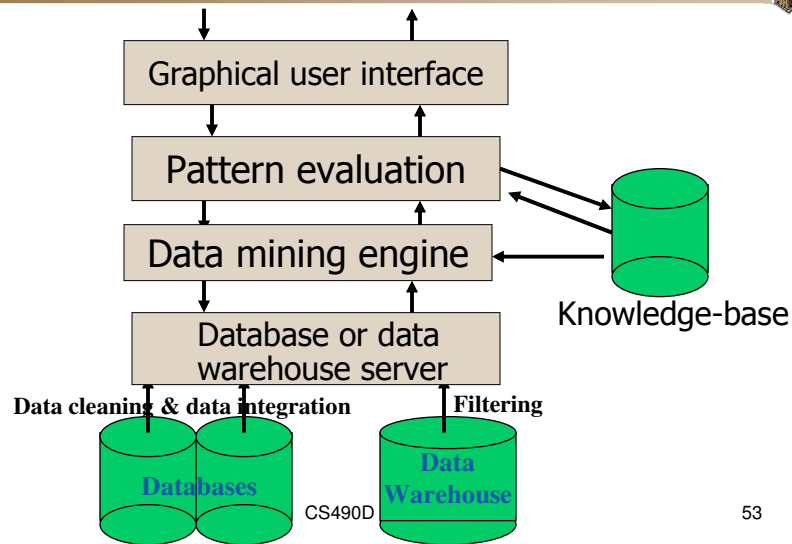 Graphical user interface
Pattern evaluation
Data mining engine
Knowledge-base
Database or data
warehouse server
Data cleaning & data integration
Filtering
Databases
Data
Warehouse
CS490D
53